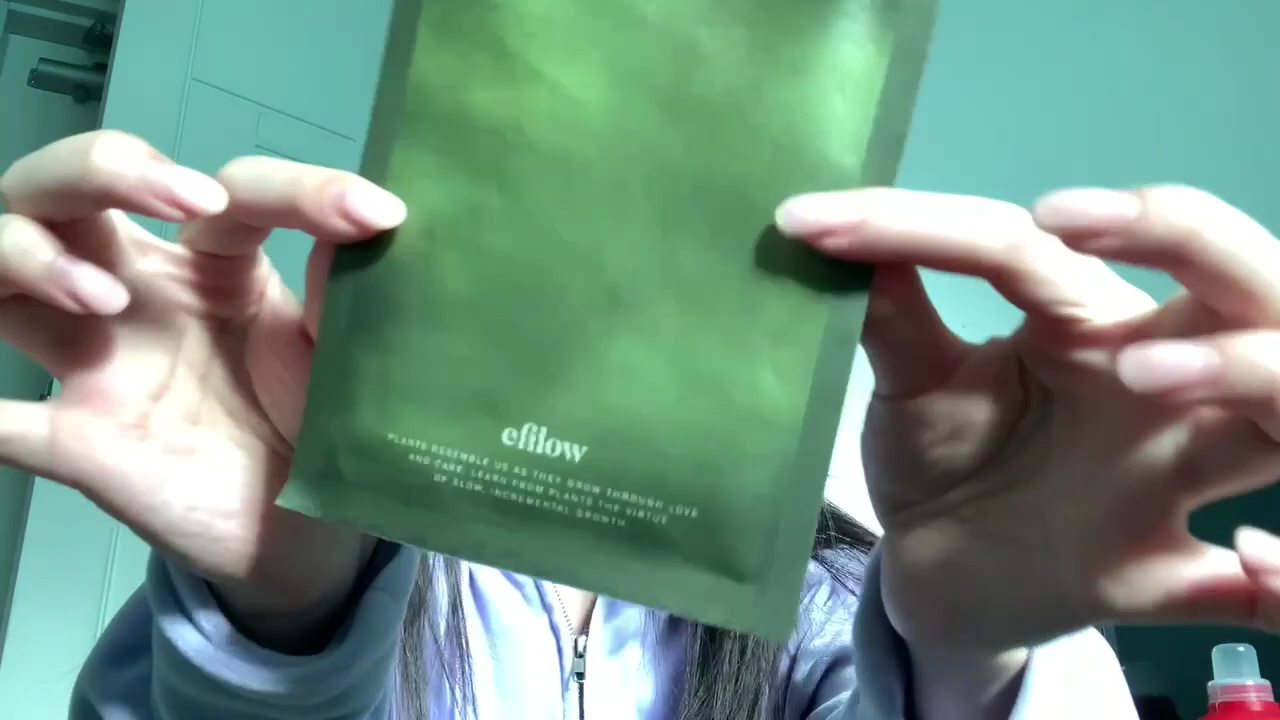 efilow
PLANTS RESEMBLE US AS THEY GROW THROUGH LOVE
AND CARE. LEARN FROM PLANTS THE VIRTUE
OF SLOW, INCREMENTAL GROWTH.